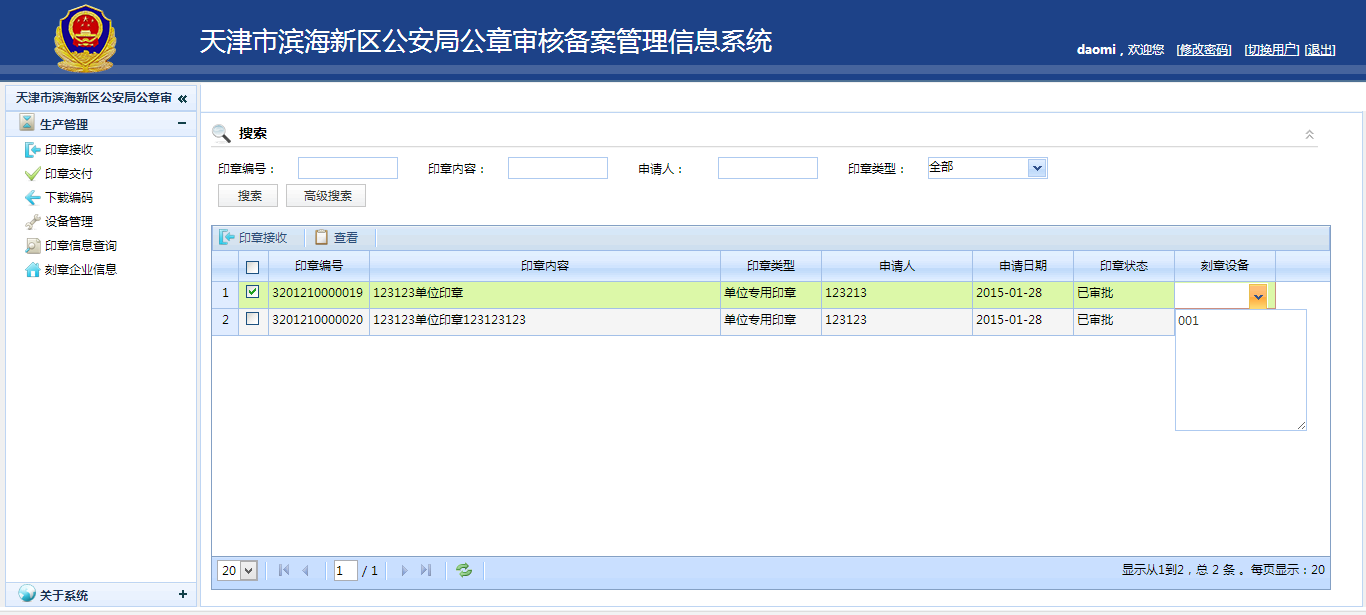 天津市滨海新区公安局公章审核备案管理信息系统
daomi，欢迎您 [修改密码] [切换用户] [退出]
天津市滨海新区公安局公章审
生产管理
印章接收
印章交付
下载编码
设备管理
印章信息查询
刻章企业信息
关于系统
搜索
印章编号： 印章内容： 申请人： 印章类型： 全部
搜索 高级搜索
印章接收 查看
印章编号 印章内容 印章类型 申请人 申请日期 印章状态 刻章设备
1 3201210000019 123123单位印章 单位专用印章 123213 2015-01-28 已审批
2 3201210000020 123123单位印章123123123 单位专用印章 123123 2015-01-28 已审批
001
20 1 / 1 显示从1到2，总 2 条 。每页显示：20